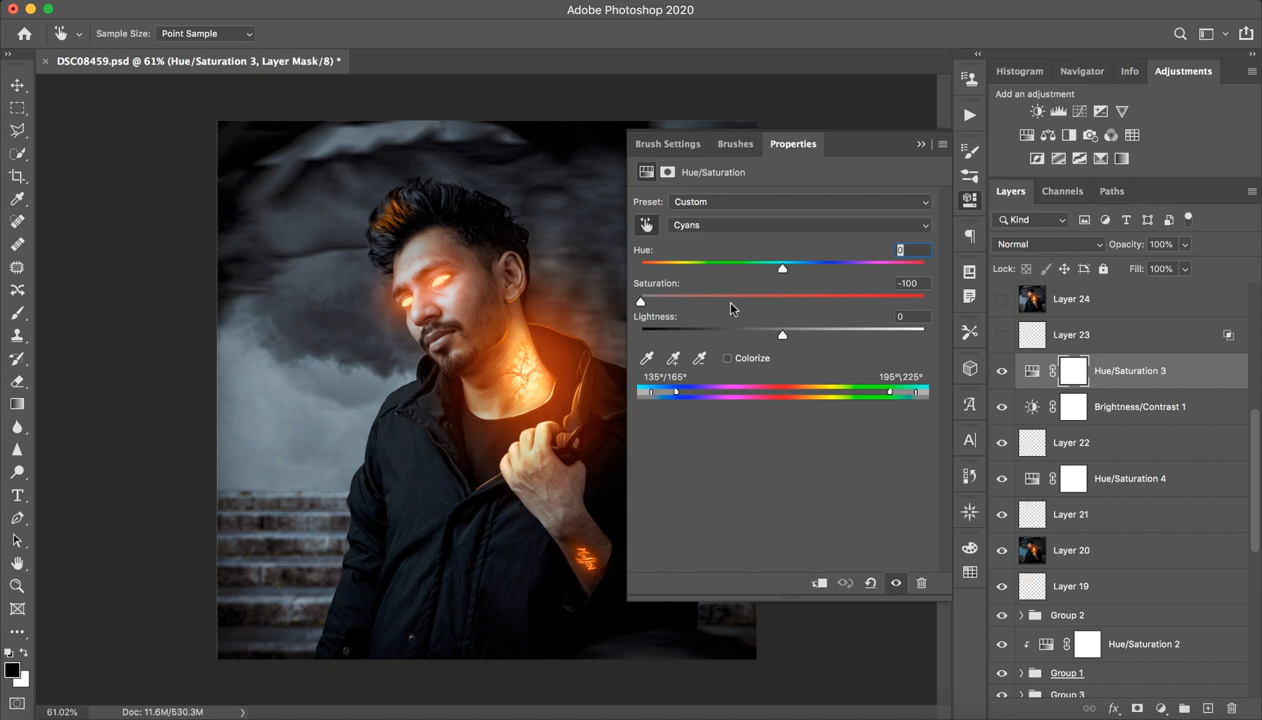 Adobe Photoshop 2020
Sample Size: Point Sample
DSC08459.psd @ 61% (Hue/Saturation 3, Layer Mask/8) *
Histogram Navigator Info Adjustments
Add an adjustment
Brush Settings Brushes Properties
Hue/Saturation
Preset: Custom
Cyans
Hue: 0
Saturation: -100
Lightness: 0
Colorize
135°/165° 195°\225°
Layers Channels Paths
Kind
Normal Opacity: 100%
Lock: Fill: 100%
Layer 24
Layer 23
Hue/Saturation 3
Brightness/Contrast 1
Layer 22
Hue/Saturation 4
Layer 21
Layer 20
Layer 19
Group 2
Hue/Saturation 2
Group 1
Group 3
61.02% Doc: 11.6M/530.3M